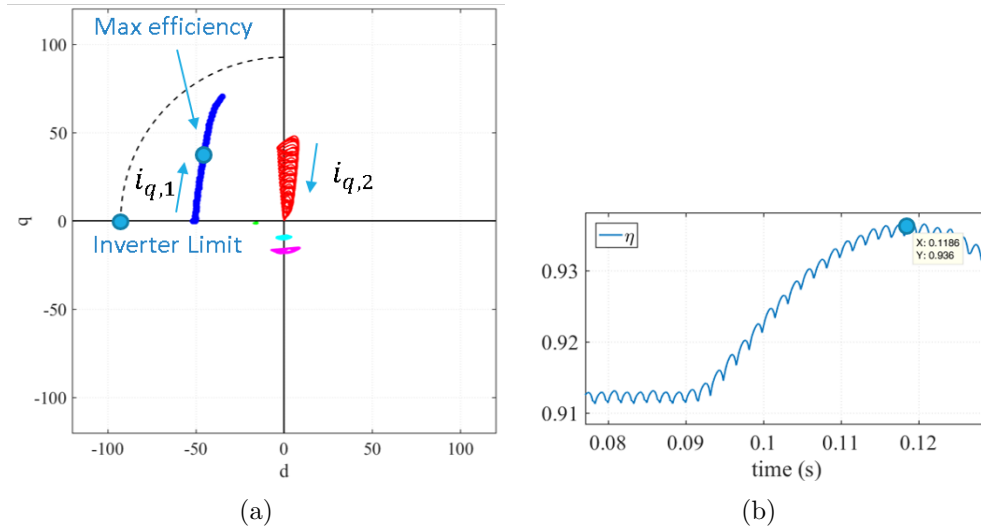 Max efficiency
100
50
0
-50
-100
q
i_{q,1}
i_{q,2}
Inverter Limit
-100 -50 0 50 100
d
(a)
η
X: 0.1186
Y: 0.936
0.93
0.92
0.91
0.08 0.09 0.1 0.11 0.12
time (s)
(b)